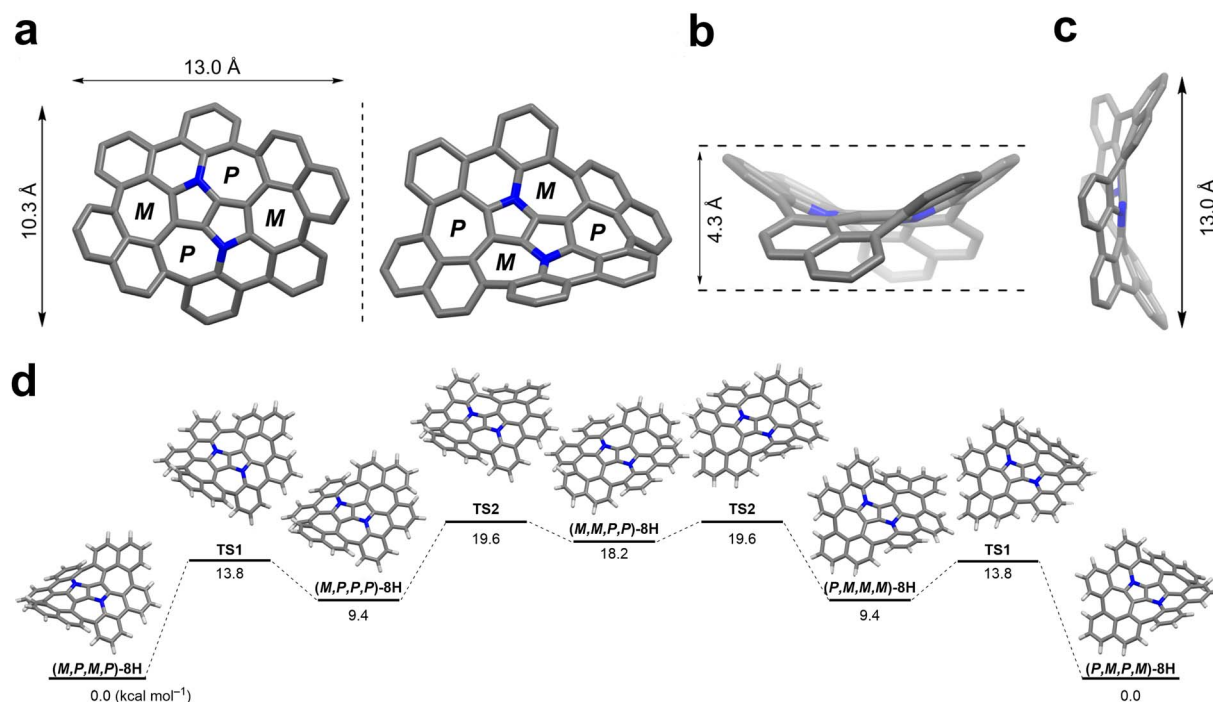 a
b
c
13.0 Å
10.3 Å
P
M
M
P
M
P
P
M
4.3 Å
13.0 Å
d
(M,P,M,P)-8H
0.0 (kcal mol⁻¹)
TS1
13.8
(M,P,P,P)-8H
9.4
TS2
19.6
(M,M,P,P)-8H
18.2
TS2
19.6
(P,M,M,M)-8H
9.4
TS1
13.8
(P,M,P,M)-8H
0.0